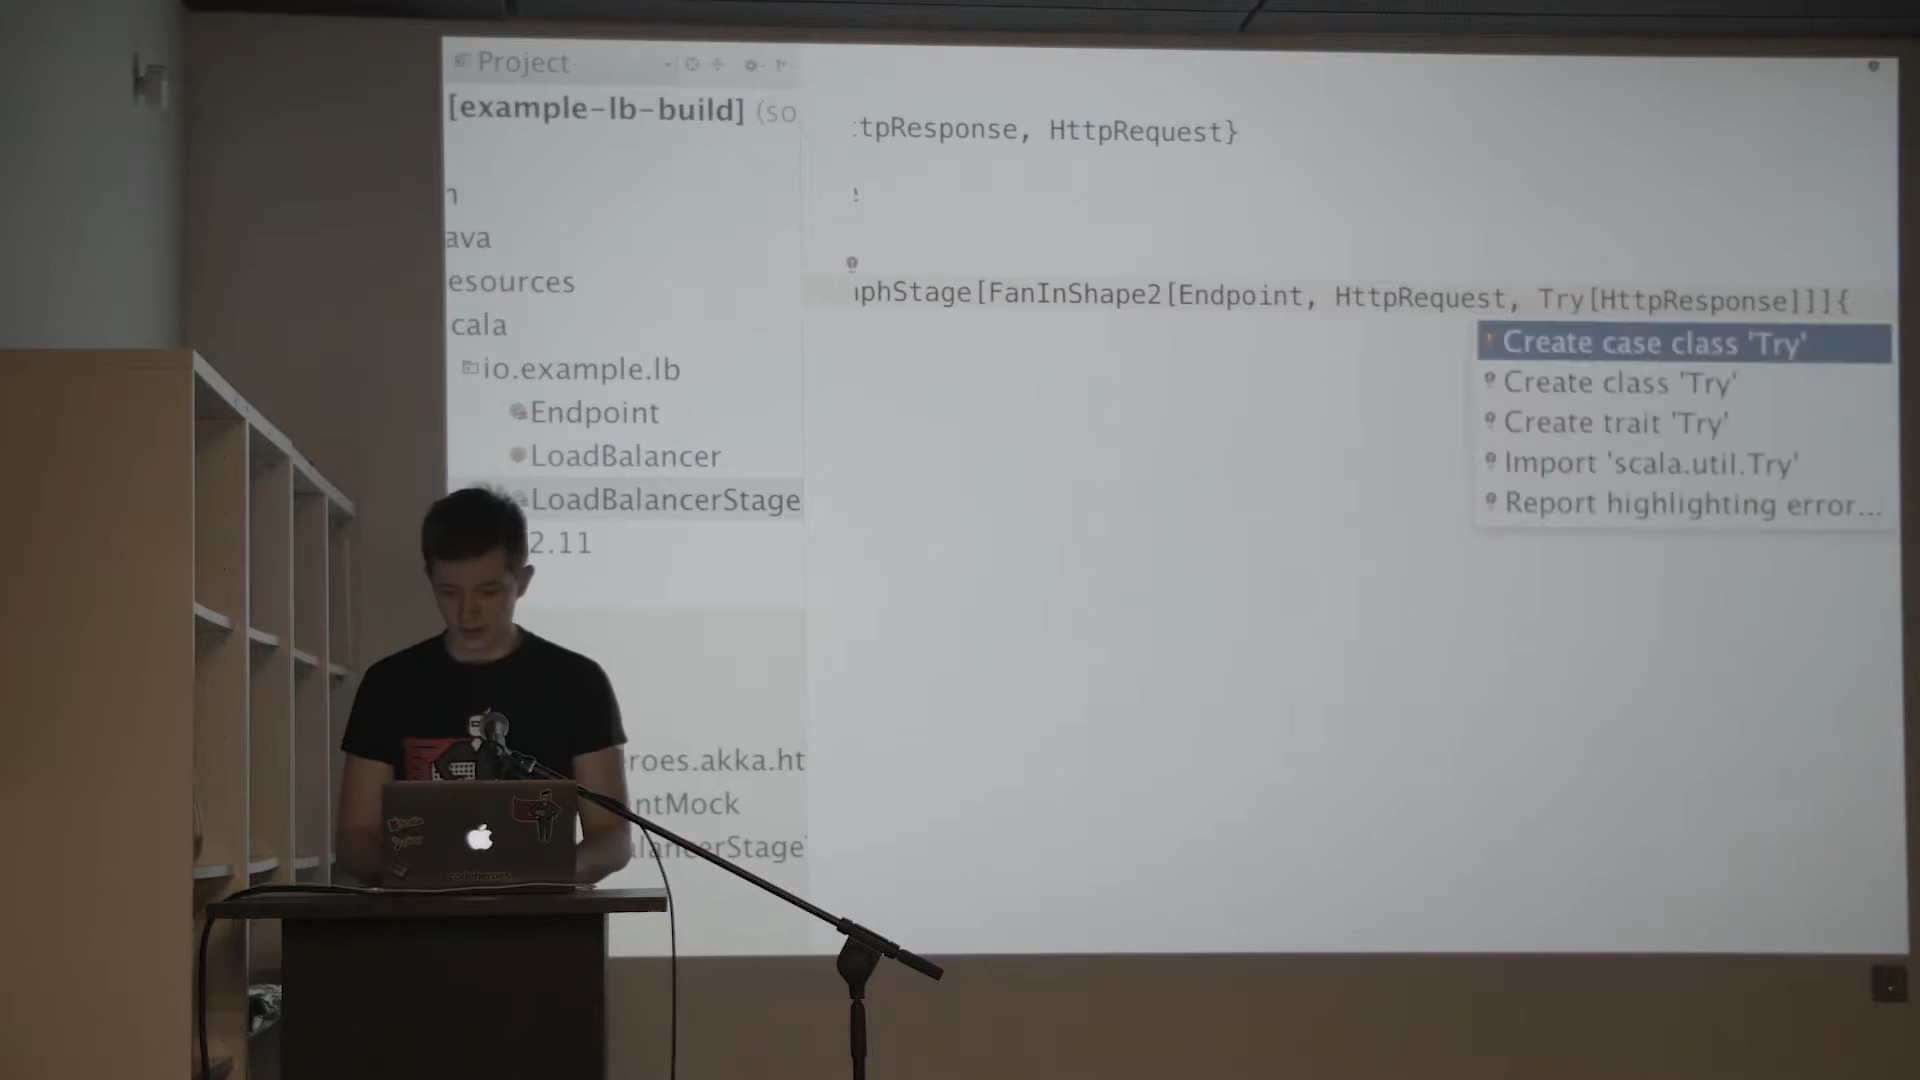 Project
[example-lb-build] (so
n
ava
esources
cala
io.example.lb
Endpoint
LoadBalancer
LoadBalancerStage
2.11
roes.akka.ht
ntMock
alancerStage
tpResponse, HttpRequest}
phStage[FanInShape2[Endpoint, HttpRequest, Try[HttpResponse]]]{
Create case class 'Try'
Create class 'Try'
Create trait 'Try'
Import 'scala.util.Try'
Report highlighting error...
codeheroes